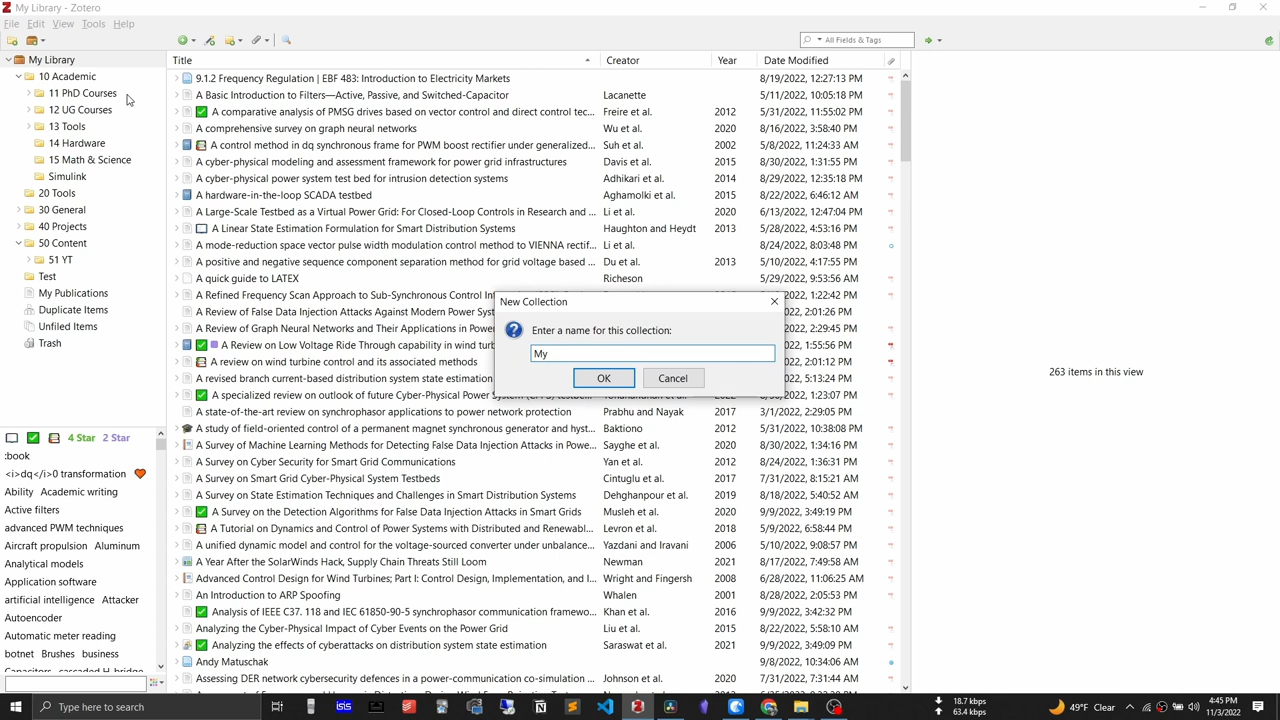 My Library - Zotero
File Edit View Tools Help
All Fields & Tags
My Library
10 Academic
11 PhD Courses
12 UG Courses
13 Tools
14 Hardware
15 Math & Science
Simulink
20 Tools
30 General
40 Projects
50 Content
51 YT
Test
My Publications
Duplicate Items
Unfiled Items
Trash
Title Creator Year Date Modified
9.1.2 Frequency Regulation | EBF 483: Introduction to Electricity Markets 8/19/2022, 12:27:13 PM
A Basic Introduction to Filters—Active, Passive, and Switched-Capacitor Lacanette 5/11/2022, 10:05:18 PM
A comparative analysis of PMSG drives based on vector control and direct control tec... Freire et al. 2012 5/31/2022, 11:55:02 PM
A comprehensive survey on graph neural networks Wu et al. 2020 8/16/2022, 3:58:40 PM
A control method in dq synchronous frame for PWM boost rectifier under generalized... Suh et al. 2002 5/8/2022, 11:24:33 AM
A cyber-physical modeling and assessment framework for power grid infrastructures Davis et al. 2015 8/30/2022, 1:31:55 PM
A cyber-physical power system test bed for intrusion detection systems Adhikari et al. 2014 8/29/2022, 12:35:18 PM
A hardware-in-the-loop SCADA testbed Aghamolki et al. 2015 8/22/2022, 6:46:12 AM
A Large-Scale Testbed as a Virtual Power Grid: For Closed-Loop Controls in Research and ... Li et al. 2020 6/13/2022, 12:47:04 PM
A Linear State Estimation Formulation for Smart Distribution Systems Haughton and Heydt 2013 5/28/2022, 4:53:16 PM
A mode-reduction space vector pulse width modulation control method to VIENNA rectif... Li et al. 8/24/2022, 8:03:48 PM
A positive and negative sequence component separation method for grid voltage based ... Du et al. 2013 5/10/2022, 4:17:55 PM
A quick guide to LATEX Richeson 5/29/2022, 9:53:56 AM
A Refined Frequency Scan Approach to Sub-Synchronous Control Int
1:22:42 PM
A Review of False Data Injection Attacks Against Modern Power Syst
2:01:26 PM
A Review of Graph Neural Networks and Their Applications in Power
2:29:45 PM
A Review on Low Voltage Ride Through capability in wind turb
1:55:56 PM
A review on wind turbine control and its associated methods
2:01:12 PM
A revised branch current-based distribution system state estimation
5:13:24 PM
A specialized review on outlook of future Cyber-Physical Power System (CPPS) testbe...
1:23:07 PM
New Collection
Enter a name for this collection:
My
OK Cancel
A state-of-the-art review on synchrophasor applications to power network protection Prabhu and Nayak 2017 3/1/2022, 2:29:05 PM
A study of field-oriented control of a permanent magnet synchronous generator and hyst... Baktiono 2012 5/31/2022, 10:38:08 PM
A Survey of Machine Learning Methods for Detecting False Data Injection Attacks in Powe... Sayghe et al. 2020 8/30/2022, 1:34:16 PM
A Survey on Cyber Security for Smart Grid Communications Yan et al. 2012 8/24/2022, 1:36:31 PM
A Survey on Smart Grid Cyber-Physical System Testbeds Cintuglu et al. 2017 7/31/2022, 8:15:21 AM
A Survey on State Estimation Techniques and Challenges in Smart Distribution Systems Dehghanpour et al. 2019 8/18/2022, 5:40:52 AM
A Survey on the Detection Algorithms for False Data Injection Attacks in Smart Grids Musleh et al. 2020 9/9/2022, 3:49:19 PM
A Tutorial on Dynamics and Control of Power Systems with Distributed and Renewabl... Levron et al. 2018 5/9/2022, 6:58:44 PM
A unified dynamic model and control for the voltage-sourced converter under unbalance... Yazdani and Iravani 2006 5/10/2022, 9:08:57 PM
A Year After the SolarWinds Hack, Supply Chain Threats Still Loom Newman 2021 8/17/2022, 7:49:58 AM
Advanced Control Design for Wind Turbines; Part I: Control Design, Implementation, and I... Wright and Fingersh 2008 6/28/2022, 11:06:25 AM
An Introduction to ARP Spoofing Whalen 2001 8/28/2022, 2:05:53 PM
Analysis of IEEE C37. 118 and IEC 61850-90-5 synchrophasor communication framewo... Khan et al. 2016 9/9/2022, 3:42:32 PM
Analyzing the Cyber-Physical Impact of Cyber Events on the Power Grid Liu et al. 2015 8/22/2022, 5:58:10 AM
Analyzing the effects of cyberattacks on distribution system state estimation Saraswat et al. 2021 9/9/2022, 3:49:09 PM
Andy Matuschak 9/8/2022, 10:34:06 AM
Assessing DER network cybersecurity defences in a power-communication co-simulation ... Johnson et al. 2020 7/31/2022, 7:31:44 AM
263 items in this view
4 Star 2 Star
:book
<i>dq</i>0 transformation
Ability Academic writing
Active filters
advanced PWM techniques
Aircraft propulsion Aluminum
Analytical models
Application software
artificial intelligence Attacker
Autoencoder
Automatic meter reading
botnet Brushes business
Capacitors cascaded H-bridge
Type here to search
isis
18.7 kbps
63.4 kbps
49°F Clear
4:45 PM
11/3/2022